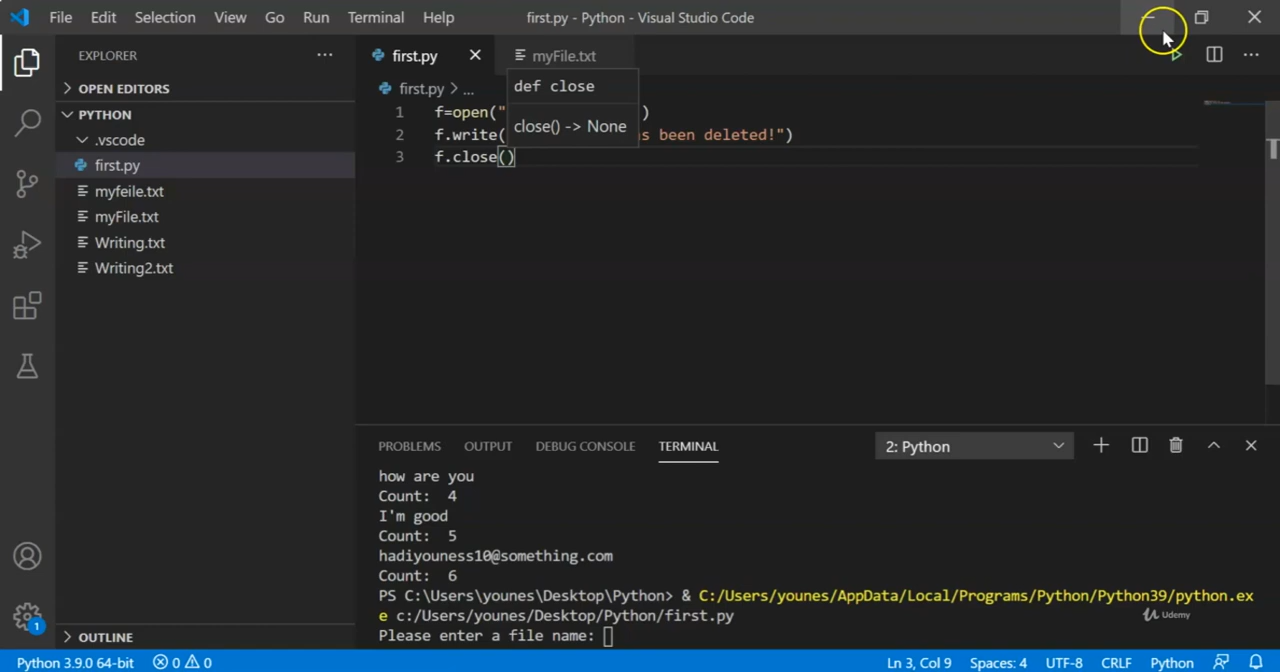 File Edit Selection View Go Run Terminal Help first.py - Python - Visual Studio Code
EXPLORER
OPEN EDITORS
PYTHON
.vscode
first.py
myfeile.txt
myFile.txt
Writing.txt
Writing2.txt
OUTLINE
first.py myFile.txt
first.py > ...
def close
close() -> None
1 f=open(" )
2 f.write( s been deleted!")
3 f.close()
PROBLEMS OUTPUT DEBUG CONSOLE TERMINAL 2: Python
how are you
Count: 4
I'm good
Count: 5
hadiyouness10@something.com
Count: 6
PS C:\Users\younes\Desktop\Python> & C:/Users/younes/AppData/Local/Programs/Python/Python39/python.ex
e c:/Users/younes/Desktop/Python/first.py
Please enter a file name:
Udemy
1
Python 3.9.0 64-bit 0 0 Ln 3, Col 9 Spaces: 4 UTF-8 CRLF Python